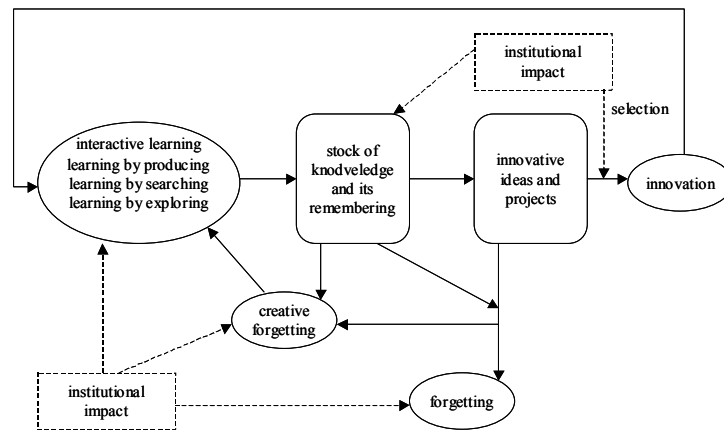 institutional
impact
selection
interactive learning
learning by producing
learning by searching
learning by exploring
stock of
knodveledge
and its
remembering
innovative
ideas and
projects
innovation
creative
forgetting
institutional
impact
forgetting